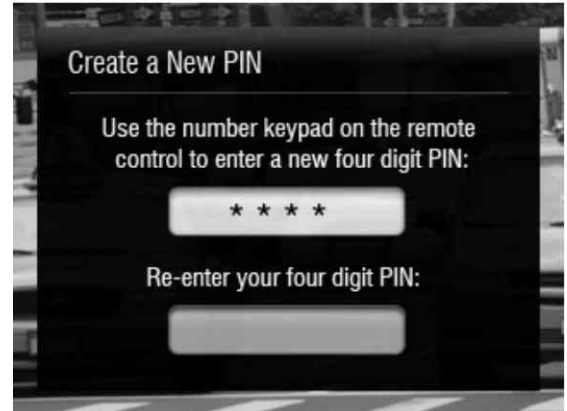 Create a New PIN
Use the number keypad on the remote
control to enter a new four digit PIN:
* * * *
Re-enter your four digit PIN: